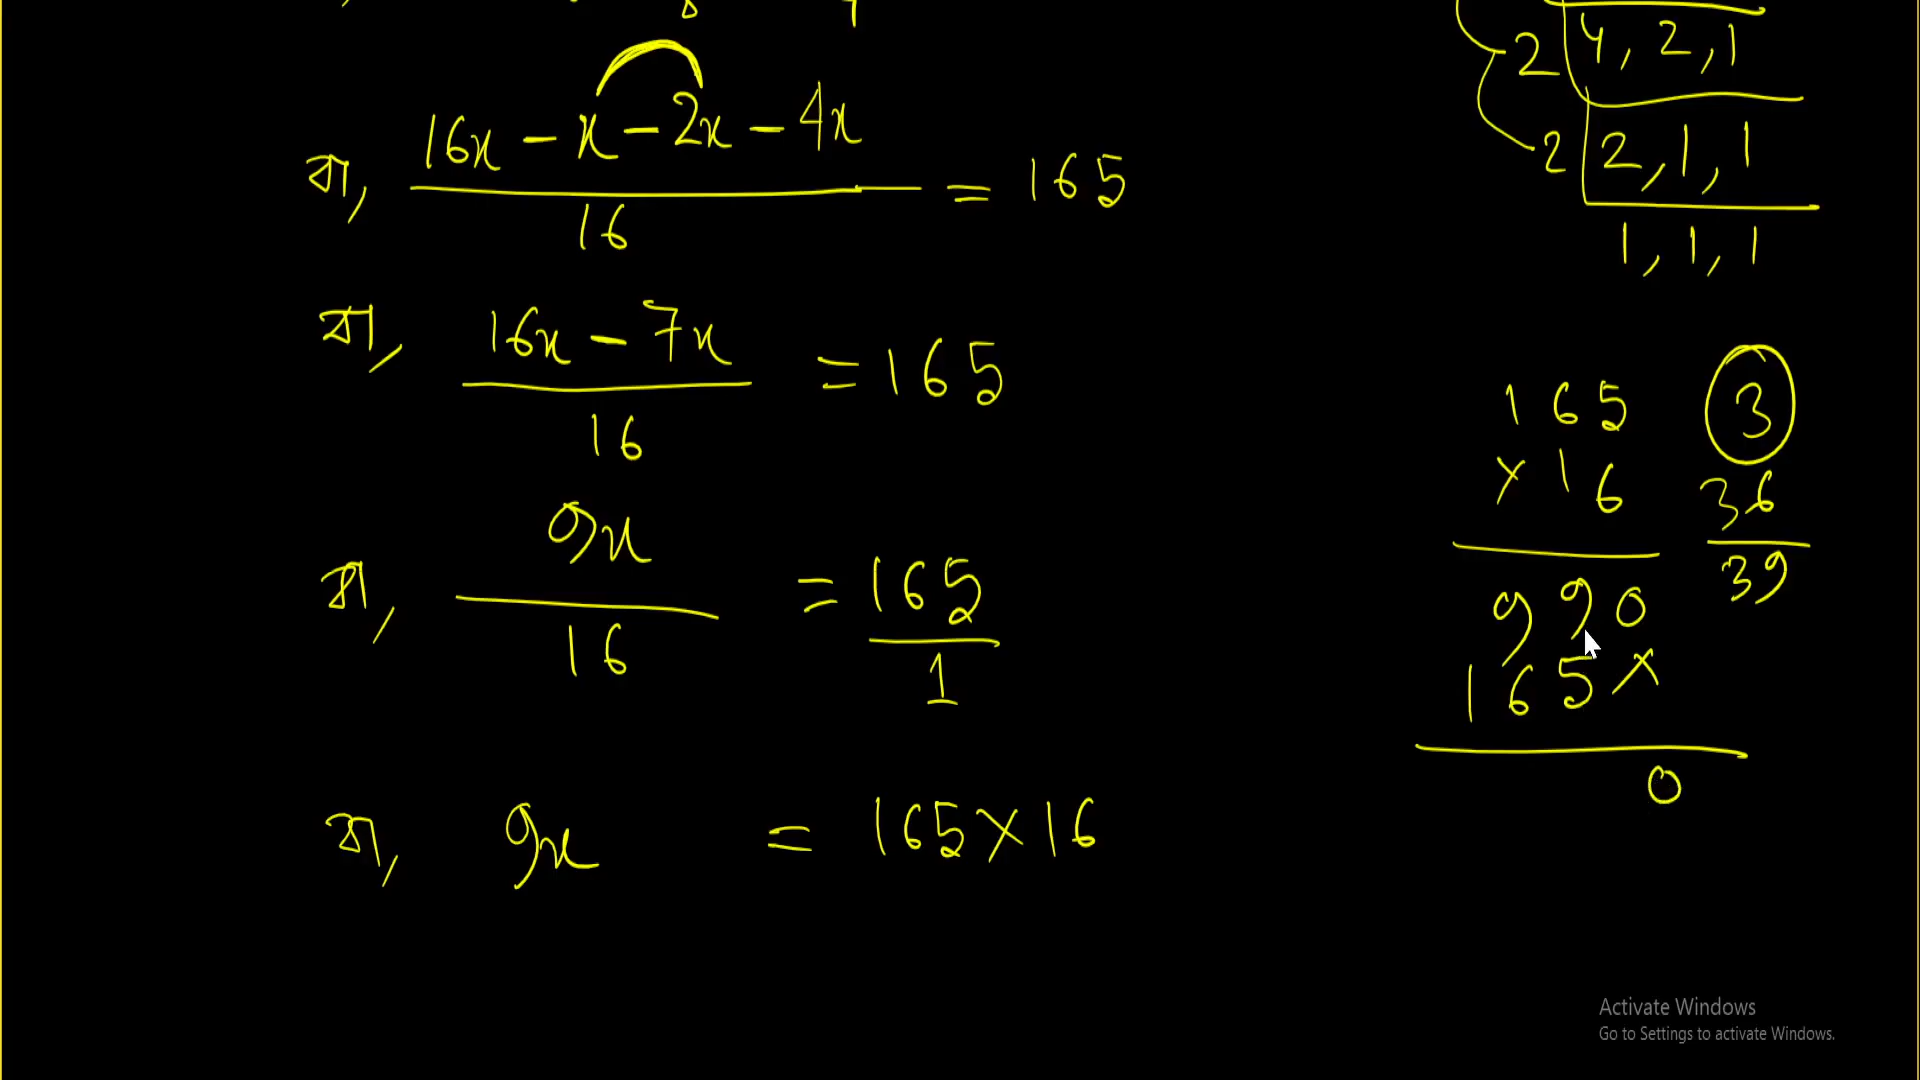 বা, 16x - x - 2x - 4x / 16 = 165
বা, 16x - 7x / 16 = 165
বা, 9x / 16 = 165 / 1
বা, 9x = 165 × 16
2 | 4, 2, 1
2 | 2, 1, 1
1, 1, 1
165 3
× 16 36
990 39
165×
0
Activate Windows
Go to Settings to activate Windows.